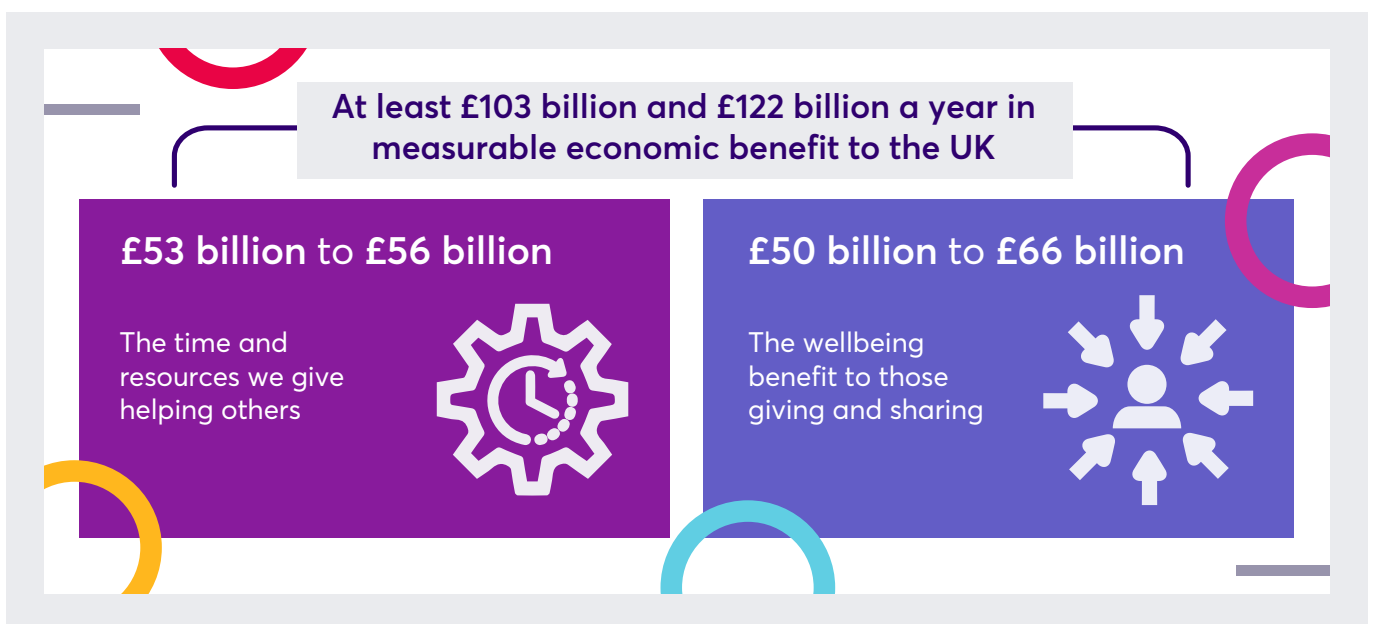 At least £103 billion and £122 billion a year in
measurable economic benefit to the UK
£53 billion to £56 billion
The time and
resources we give
helping others
£50 billion to £66 billion
The wellbeing
benefit to those
giving and sharing